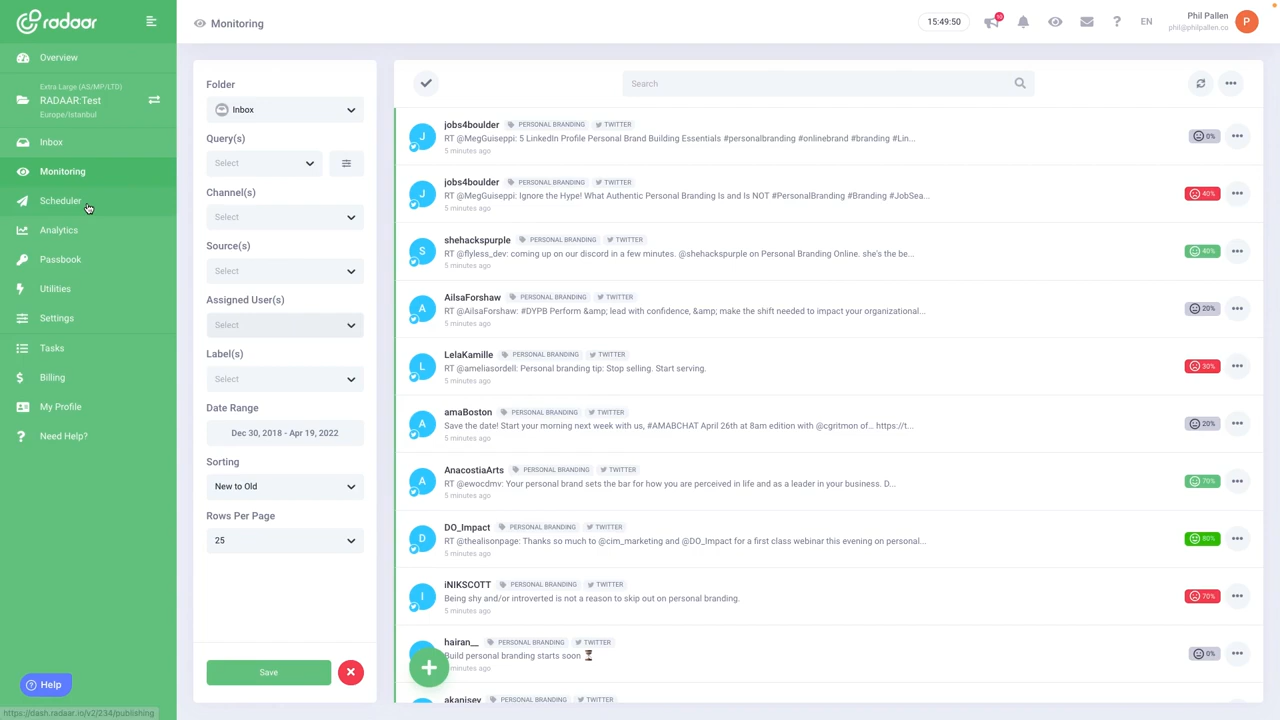 radaar
Monitoring
15:49:50
10
EN
Phil Pallen
phil@philpallen.co
P
Overview
Extra Large (AS/MP/LTD)
RADAAR:Test
Europe/Istanbul
Inbox
Monitoring
Scheduler
Analytics
Passbook
Utilities
Settings
Tasks
Billing
My Profile
Need Help?
Help
https://dash.radaar.io/v2/234/publishing
Folder
Inbox
Query(s)
Select
Channel(s)
Select
Source(s)
Select
Assigned User(s)
Select
Label(s)
Select
Date Range
Dec 30, 2018 - Apr 19, 2022
Sorting
New to Old
Rows Per Page
25
Save
Search
J
jobs4boulder PERSONAL BRANDING TWITTER
RT @MegGuiseppi: 5 LinkedIn Profile Personal Brand Building Essentials #personalbranding #onlinebrand #branding #Lin...
5 minutes ago
0%
J
jobs4boulder PERSONAL BRANDING TWITTER
RT @MegGuiseppi: Ignore the Hype! What Authentic Personal Branding Is and Is NOT #PersonalBranding #Branding #JobSea...
5 minutes ago
40%
S
shehackspurple PERSONAL BRANDING TWITTER
RT @flyless_dev: coming up on our discord in a few minutes. @shehackspurple on Personal Branding Online. she's the be...
5 minutes ago
40%
A
AilsaForshaw PERSONAL BRANDING TWITTER
RT @AilsaForshaw: #DYPB Perform &amp; lead with confidence, &amp; make the shift needed to impact your organizational...
5 minutes ago
20%
L
LelaKamille PERSONAL BRANDING TWITTER
RT @ameliasordell: Personal branding tip: Stop selling. Start serving.
5 minutes ago
30%
A
amaBoston PERSONAL BRANDING TWITTER
Save the date! Start your morning next week with us, #AMABCHAT April 26th at 8am edition with @cgritmon of… https://t...
5 minutes ago
20%
A
AnacostiaArts PERSONAL BRANDING TWITTER
RT @ewocdmv: Your personal brand sets the bar for how you are perceived in life and as a leader in your business. D...
5 minutes ago
70%
D
DO_Impact PERSONAL BRANDING TWITTER
RT @thealisonpage: Thanks so much to @cim_marketing and @DO_Impact for a first class webinar this evening on personal...
5 minutes ago
80%
I
iNIKSCOTT PERSONAL BRANDING TWITTER
Being shy and/or introverted is not a reason to skip out on personal branding.
5 minutes ago
70%
hairan__ PERSONAL BRANDING TWITTER
Build personal branding starts soon ⏳
minutes ago
0%
akanisey PERSONAL BRANDING TWITTER